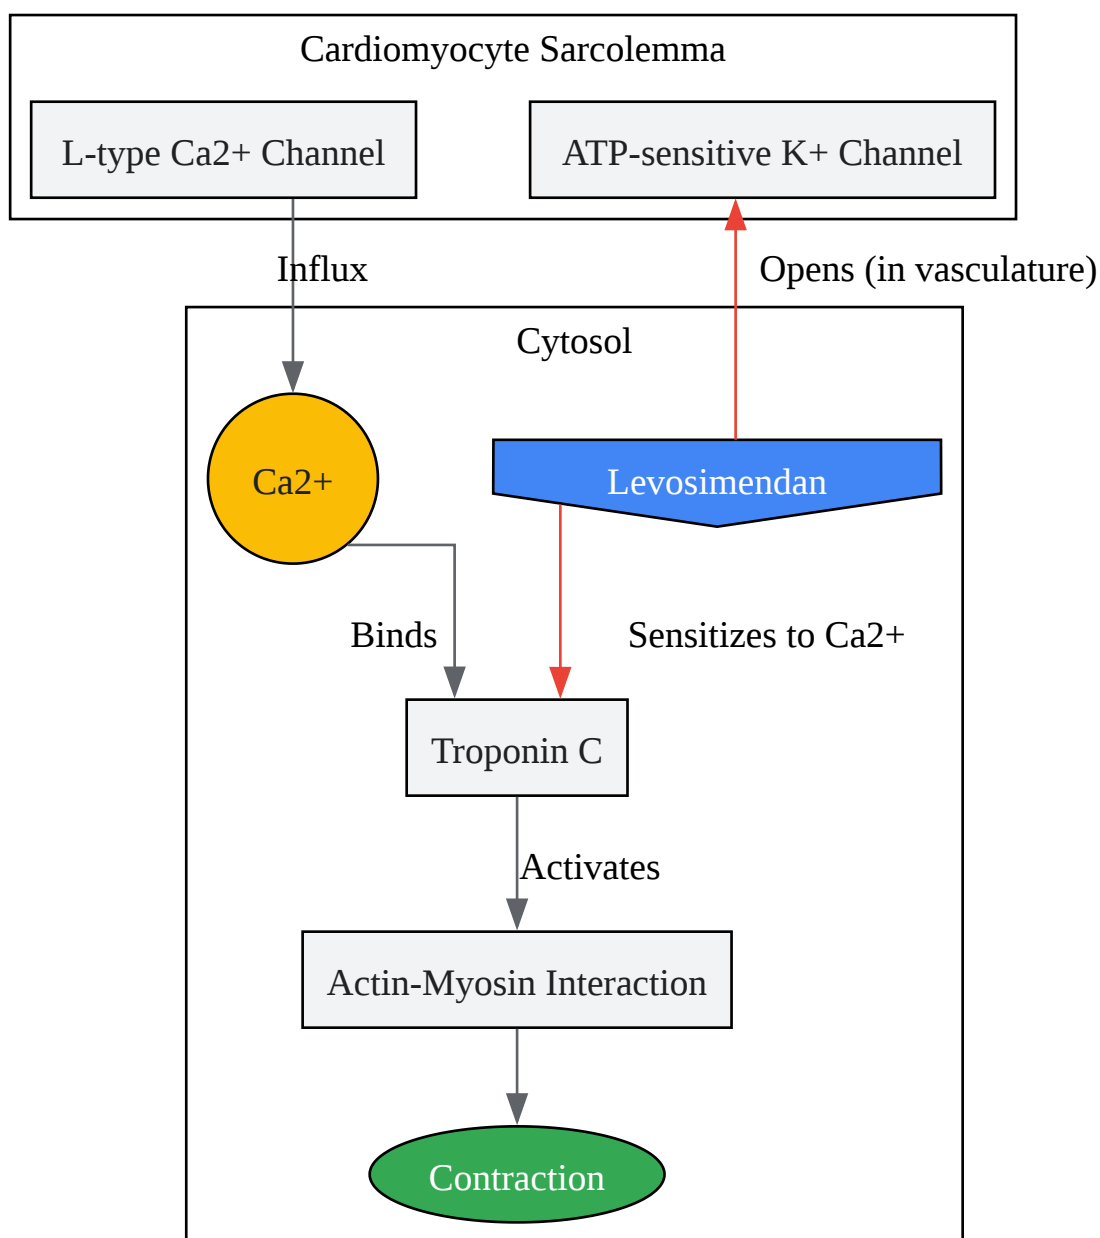 Cardiomyocyte Sarcolemma
L-type Ca2+ Channel
ATP-sensitive K+ Channel
Influx
Opens (in vasculature)
Cytosol
Ca2+
Levosimendan
Binds
Sensitizes to Ca2+
Troponin C
Activates
Actin-Myosin Interaction
Contraction